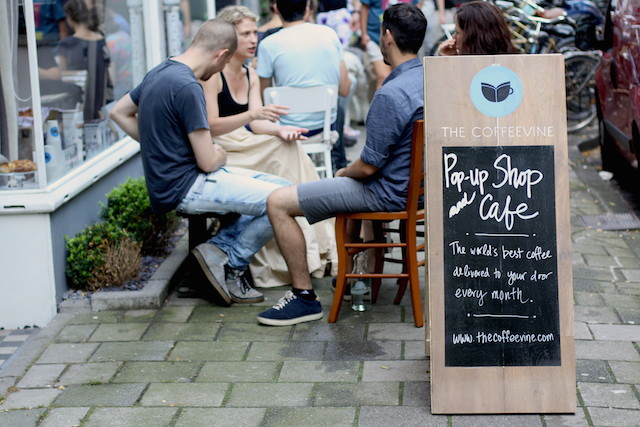 THE COFFEEVINE
Pop-up Shop
and Cafe
The world's best coffee
delivered to your door
every month.
www.thecoffeevine.com